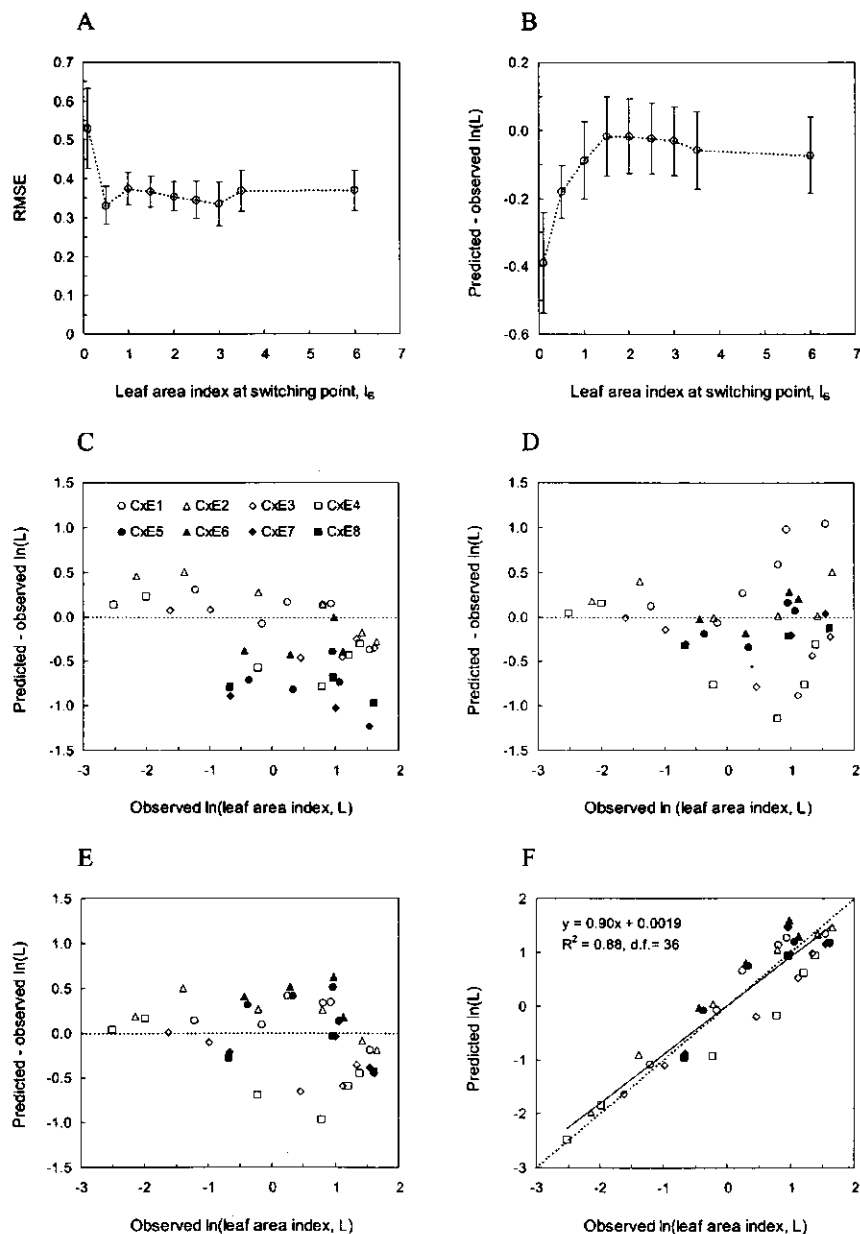 A
B
0.7
0.6
0.5
0.4
0.3
0.2
0.1
0
RMSE
0 1 2 3 4 5 6 7
Leaf area index at switching point, ls
0.2
0.0
-0.2
-0.4
-0.6
Predicted - observed ln(L)
0 1 2 3 4 5 6 7
Leaf area index at switching point, ls
C
D
1.5
1.0
0.5
0.0
-0.5
-1.0
-1.5
Predicted - observed ln(L)
CxE1 CxE2 CxE3 CxE4
CxE5 CxE6 CxE7 CxE8
-3 -2 -1 0 1 2
Observed ln(leaf area index, L)
1.5
1.0
0.5
0.0
-0.5
-1.0
-1.5
Predicted - observed ln(L)
-3 -2 -1 0 1 2
Observed ln (leaf area index, L)
E
F
1.5
1.0
0.5
0.0
-0.5
-1.0
-1.5
Predicted - observed ln(L)
-3 -2 -1 0 1 2
Observed ln(leaf area index, L)
2
1
0
-1
-2
-3
Predicted ln(L)
y = 0.90x + 0.0019
R² = 0.88, d.f.= 36
-3 -2 -1 0 1 2
Observed ln(leaf area index, L)